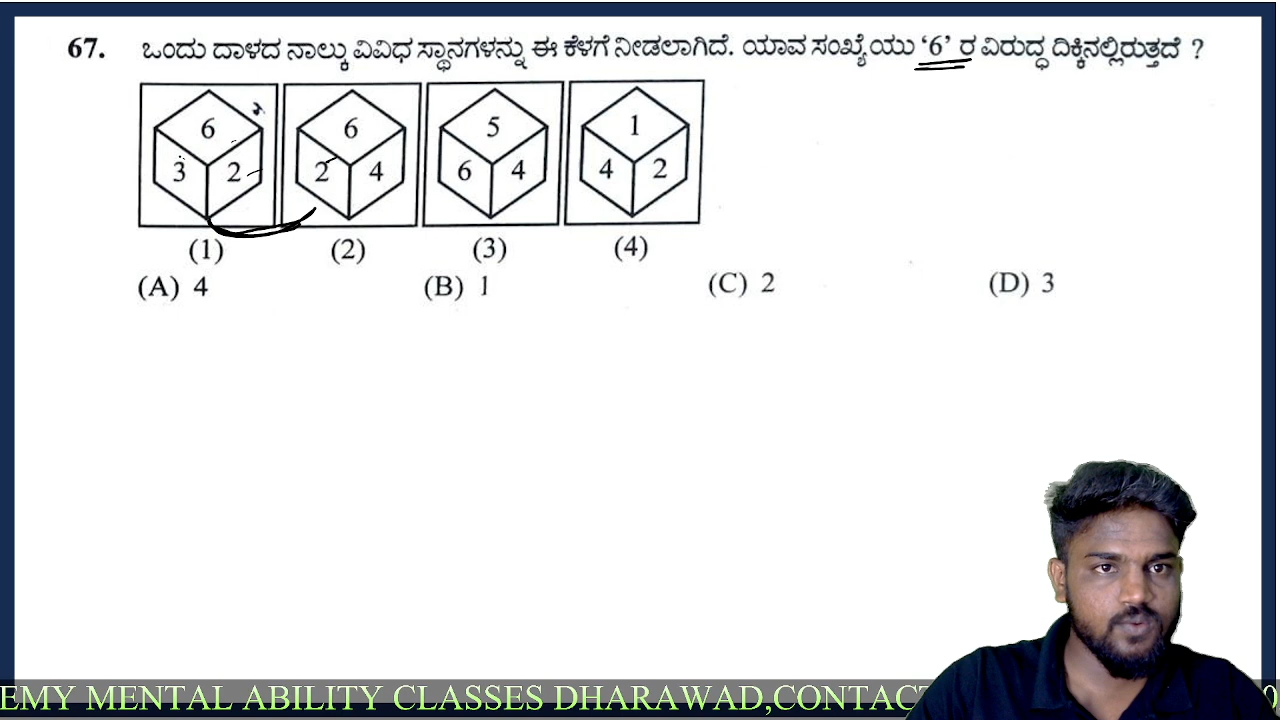 67. ಒಂದು ದಾಳದ ನಾಲ್ಕು ವಿವಿಧ ಸ್ಥಾನಗಳನ್ನು ಈ ಕೆಳಗೆ ನೀಡಲಾಗಿದೆ. ಯಾವ ಸಂಖ್ಯೆಯು ‘6’ ರ ವಿರುದ್ಧ ದಿಕ್ಕಿನಲ್ಲಿರುತ್ತದೆ ?
6 6 5 1
3 2 2 4 6 4 4 2
(1) (2) (3) (4)
(A) 4 (B) 1 (C) 2 (D) 3
EMY MENTAL ABILITY CLASSES DHARAWAD,CONTAC